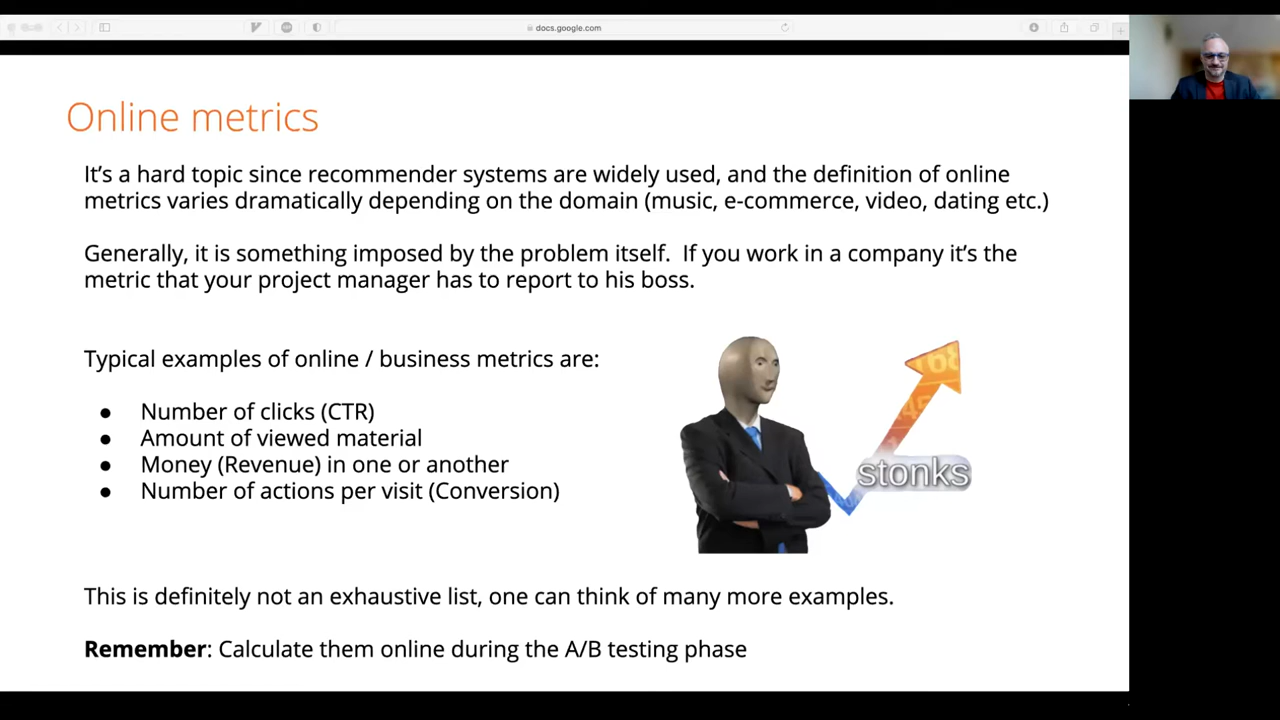 docs.google.com
Online metrics
It's a hard topic since recommender systems are widely used, and the definition of online
metrics varies dramatically depending on the domain (music, e-commerce, video, dating etc.)
Generally, it is something imposed by the problem itself. If you work in a company it's the
metric that your project manager has to report to his boss.
Typical examples of online / business metrics are:
● Number of clicks (CTR)
● Amount of viewed material
● Money (Revenue) in one or another
● Number of actions per visit (Conversion)
stonks
This is definitely not an exhaustive list, one can think of many more examples.
Remember: Calculate them online during the A/B testing phase